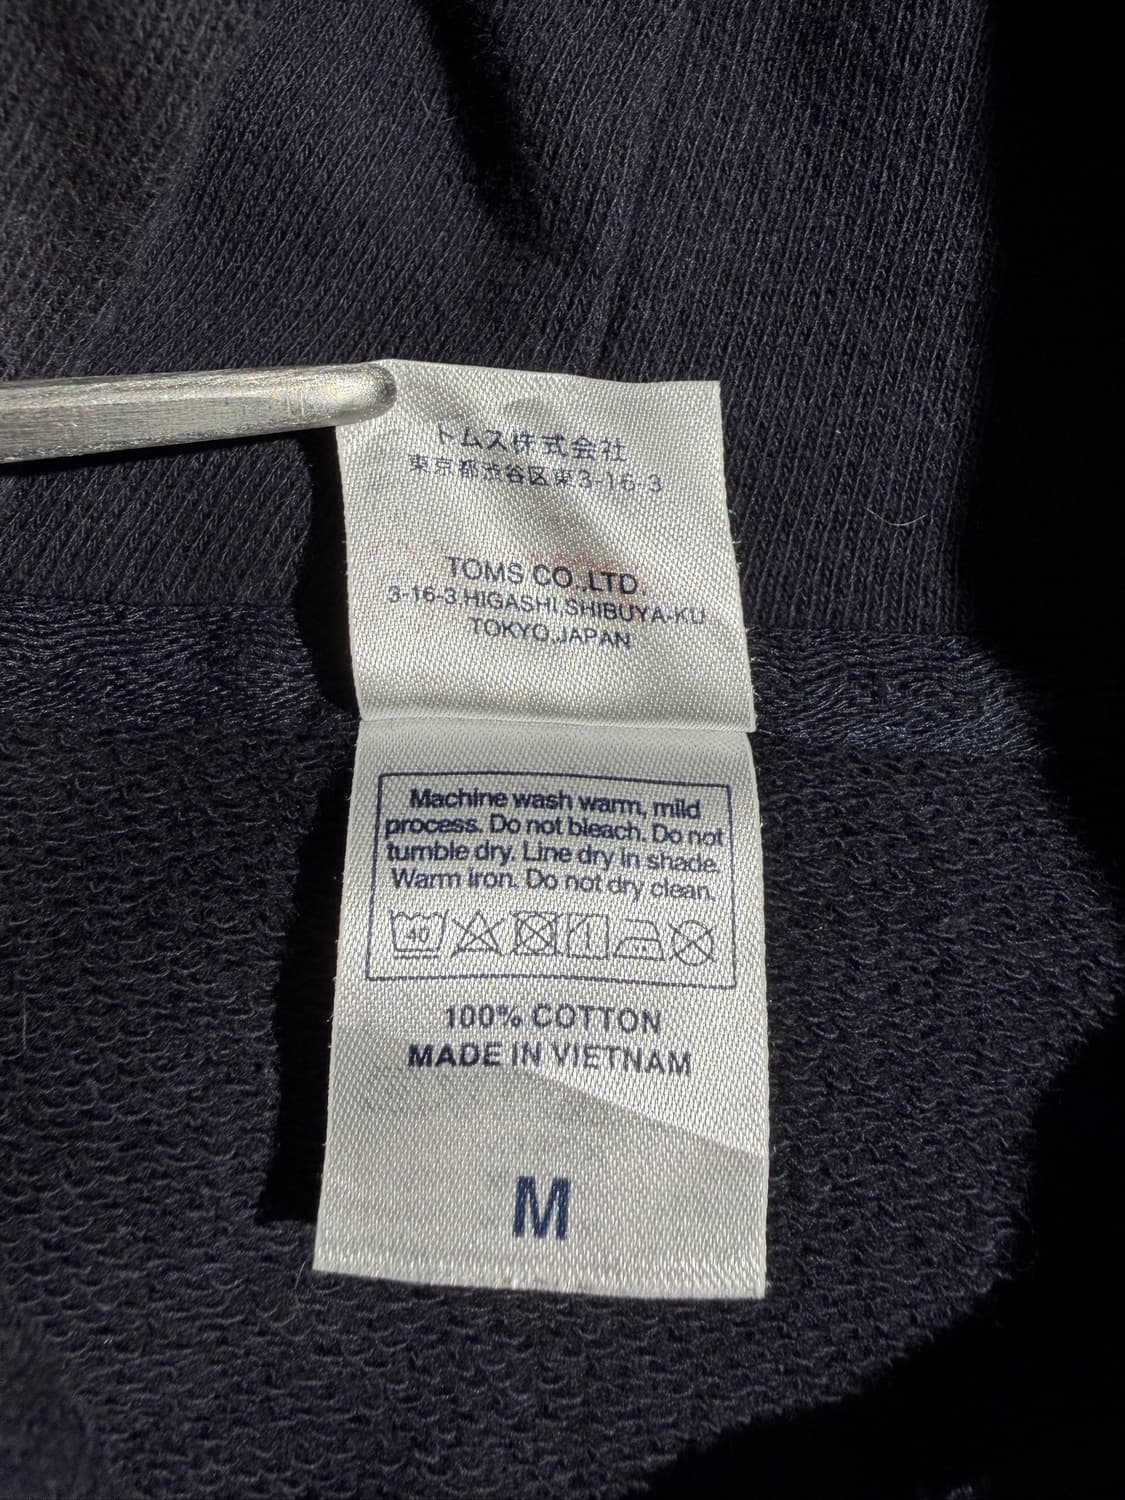 トムス株式会社
東京都渋谷区東3-16-3
TOMS CO.,LTD.
3-16-3,HIGASHI,SHIBUYA-KU
TOKYO,JAPAN
Machine wash warm, mild
process. Do not bleach. Do not
tumble dry. Line dry in shade.
Warm iron. Do not dry clean.
40
100% COTTON
MADE IN VIETNAM
M